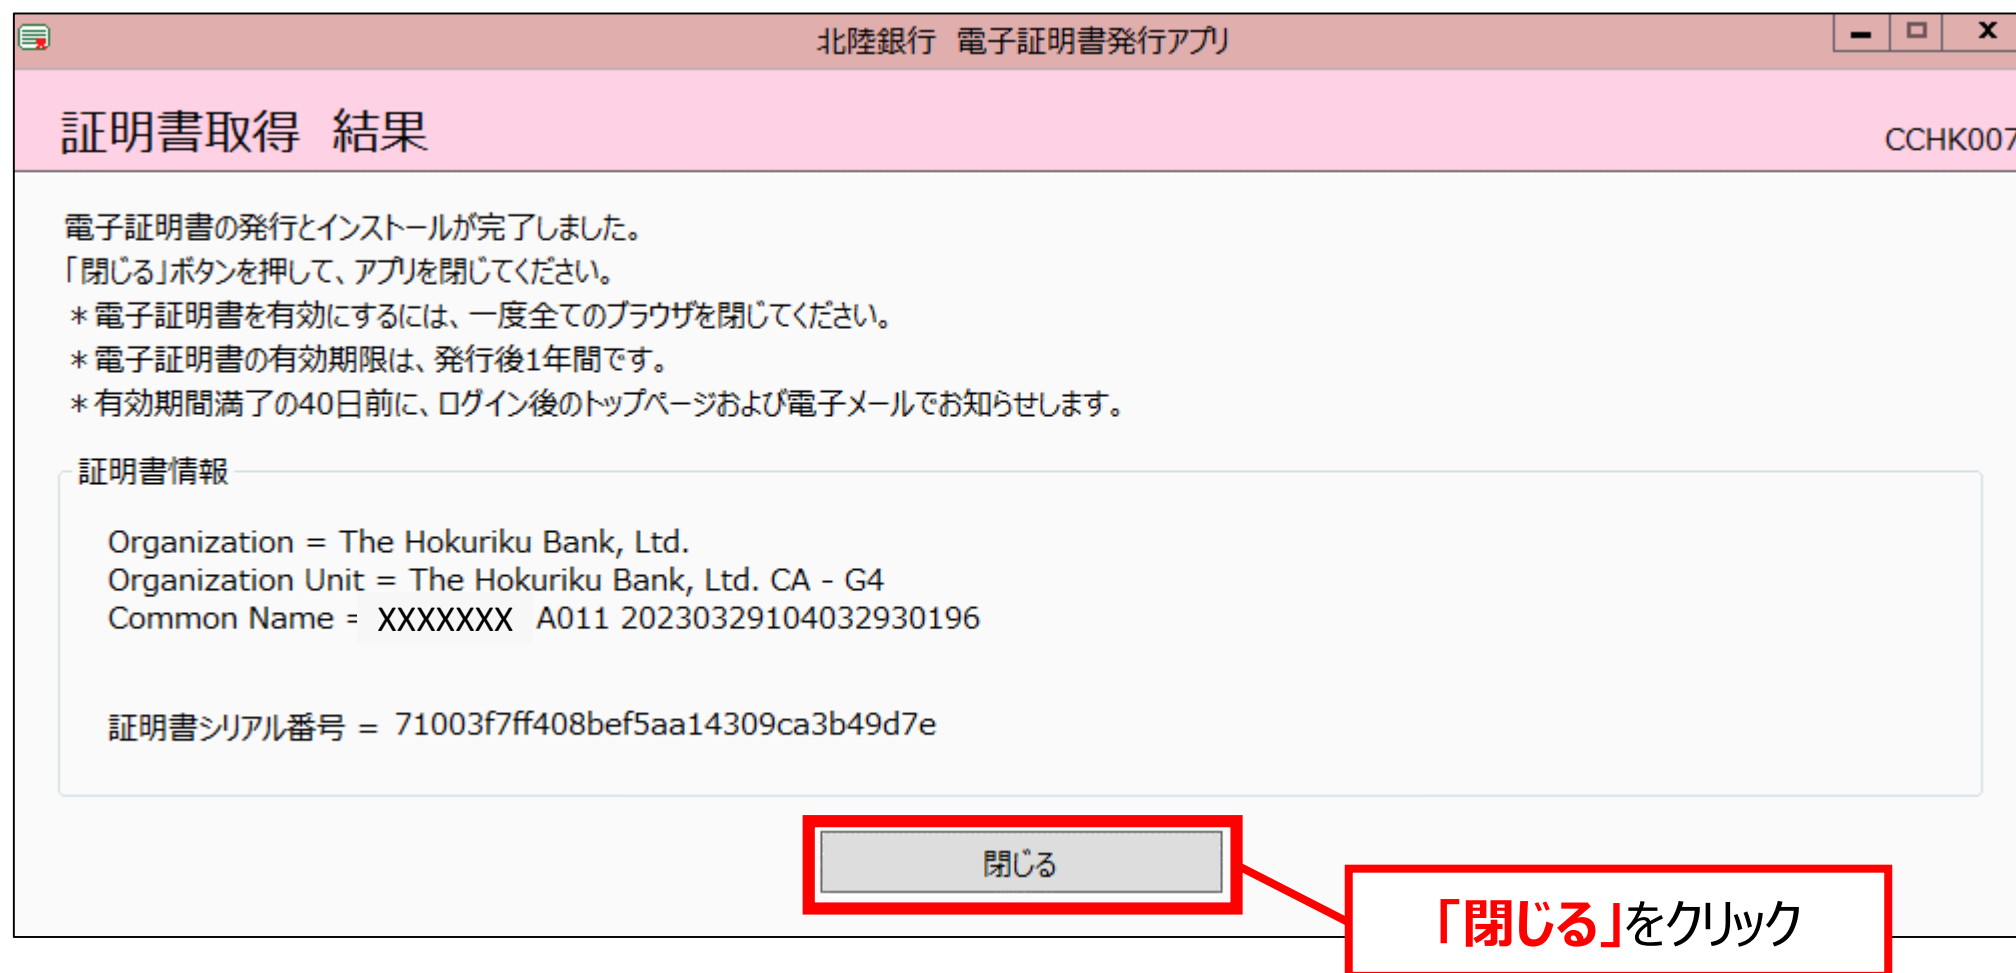 北陸銀行 電子証明書発行アプリ
証明書取得 結果
CCHK007
電子証明書の発行とインストールが完了しました。
「閉じる」ボタンを押して、アプリを閉じてください。
＊電子証明書を有効にするには、一度全てのブラウザを閉じてください。
＊電子証明書の有効期限は、発行後1年間です。
＊有効期間満了の40日前に、ログイン後のトップページおよび電子メールでお知らせします。
証明書情報
Organization = The Hokuriku Bank, Ltd.
Organization Unit = The Hokuriku Bank, Ltd. CA - G4
Common Name = XXXXXXX A011 20230329104032930196
証明書シリアル番号 = 71003f7ff408bef5aa14309ca3b49d7e
閉じる
「閉じる」をクリック